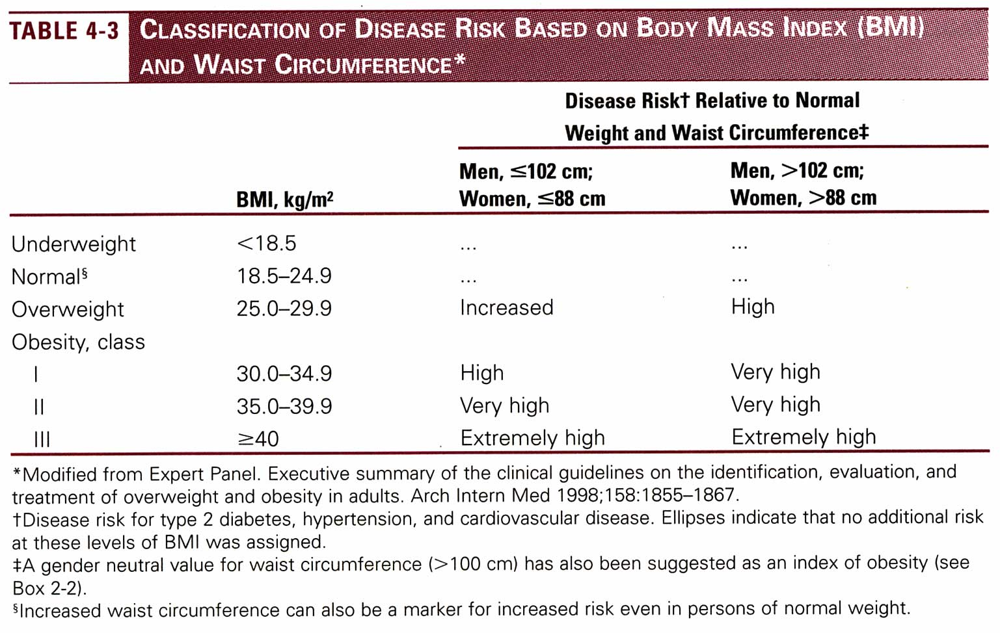 TABLE 4-3 CLASSIFICATION OF DISEASE RISK BASED ON BODY MASS INDEX (BMI)
AND WAIST CIRCUMFERENCE*
Disease Risk† Relative to Normal
Weight and Waist Circumference‡
Men, ≤102 cm; Men, >102 cm;
BMI, kg/m² Women, ≤88 cm Women, >88 cm
Underweight <18.5 ... ...
Normal§ 18.5–24.9 ... ...
Overweight 25.0–29.9 Increased High
Obesity, class
I 30.0–34.9 High Very high
II 35.0–39.9 Very high Very high
III ≥40 Extremely high Extremely high
*Modified from Expert Panel. Executive summary of the clinical guidelines on the identification, evaluation, and
treatment of overweight and obesity in adults. Arch Intern Med 1998;158:1855–1867.
†Disease risk for type 2 diabetes, hypertension, and cardiovascular disease. Ellipses indicate that no additional risk
at these levels of BMI was assigned.
‡A gender neutral value for waist circumference (>100 cm) has also been suggested as an index of obesity (see
Box 2-2).
§Increased waist circumference can also be a marker for increased risk even in persons of normal weight.